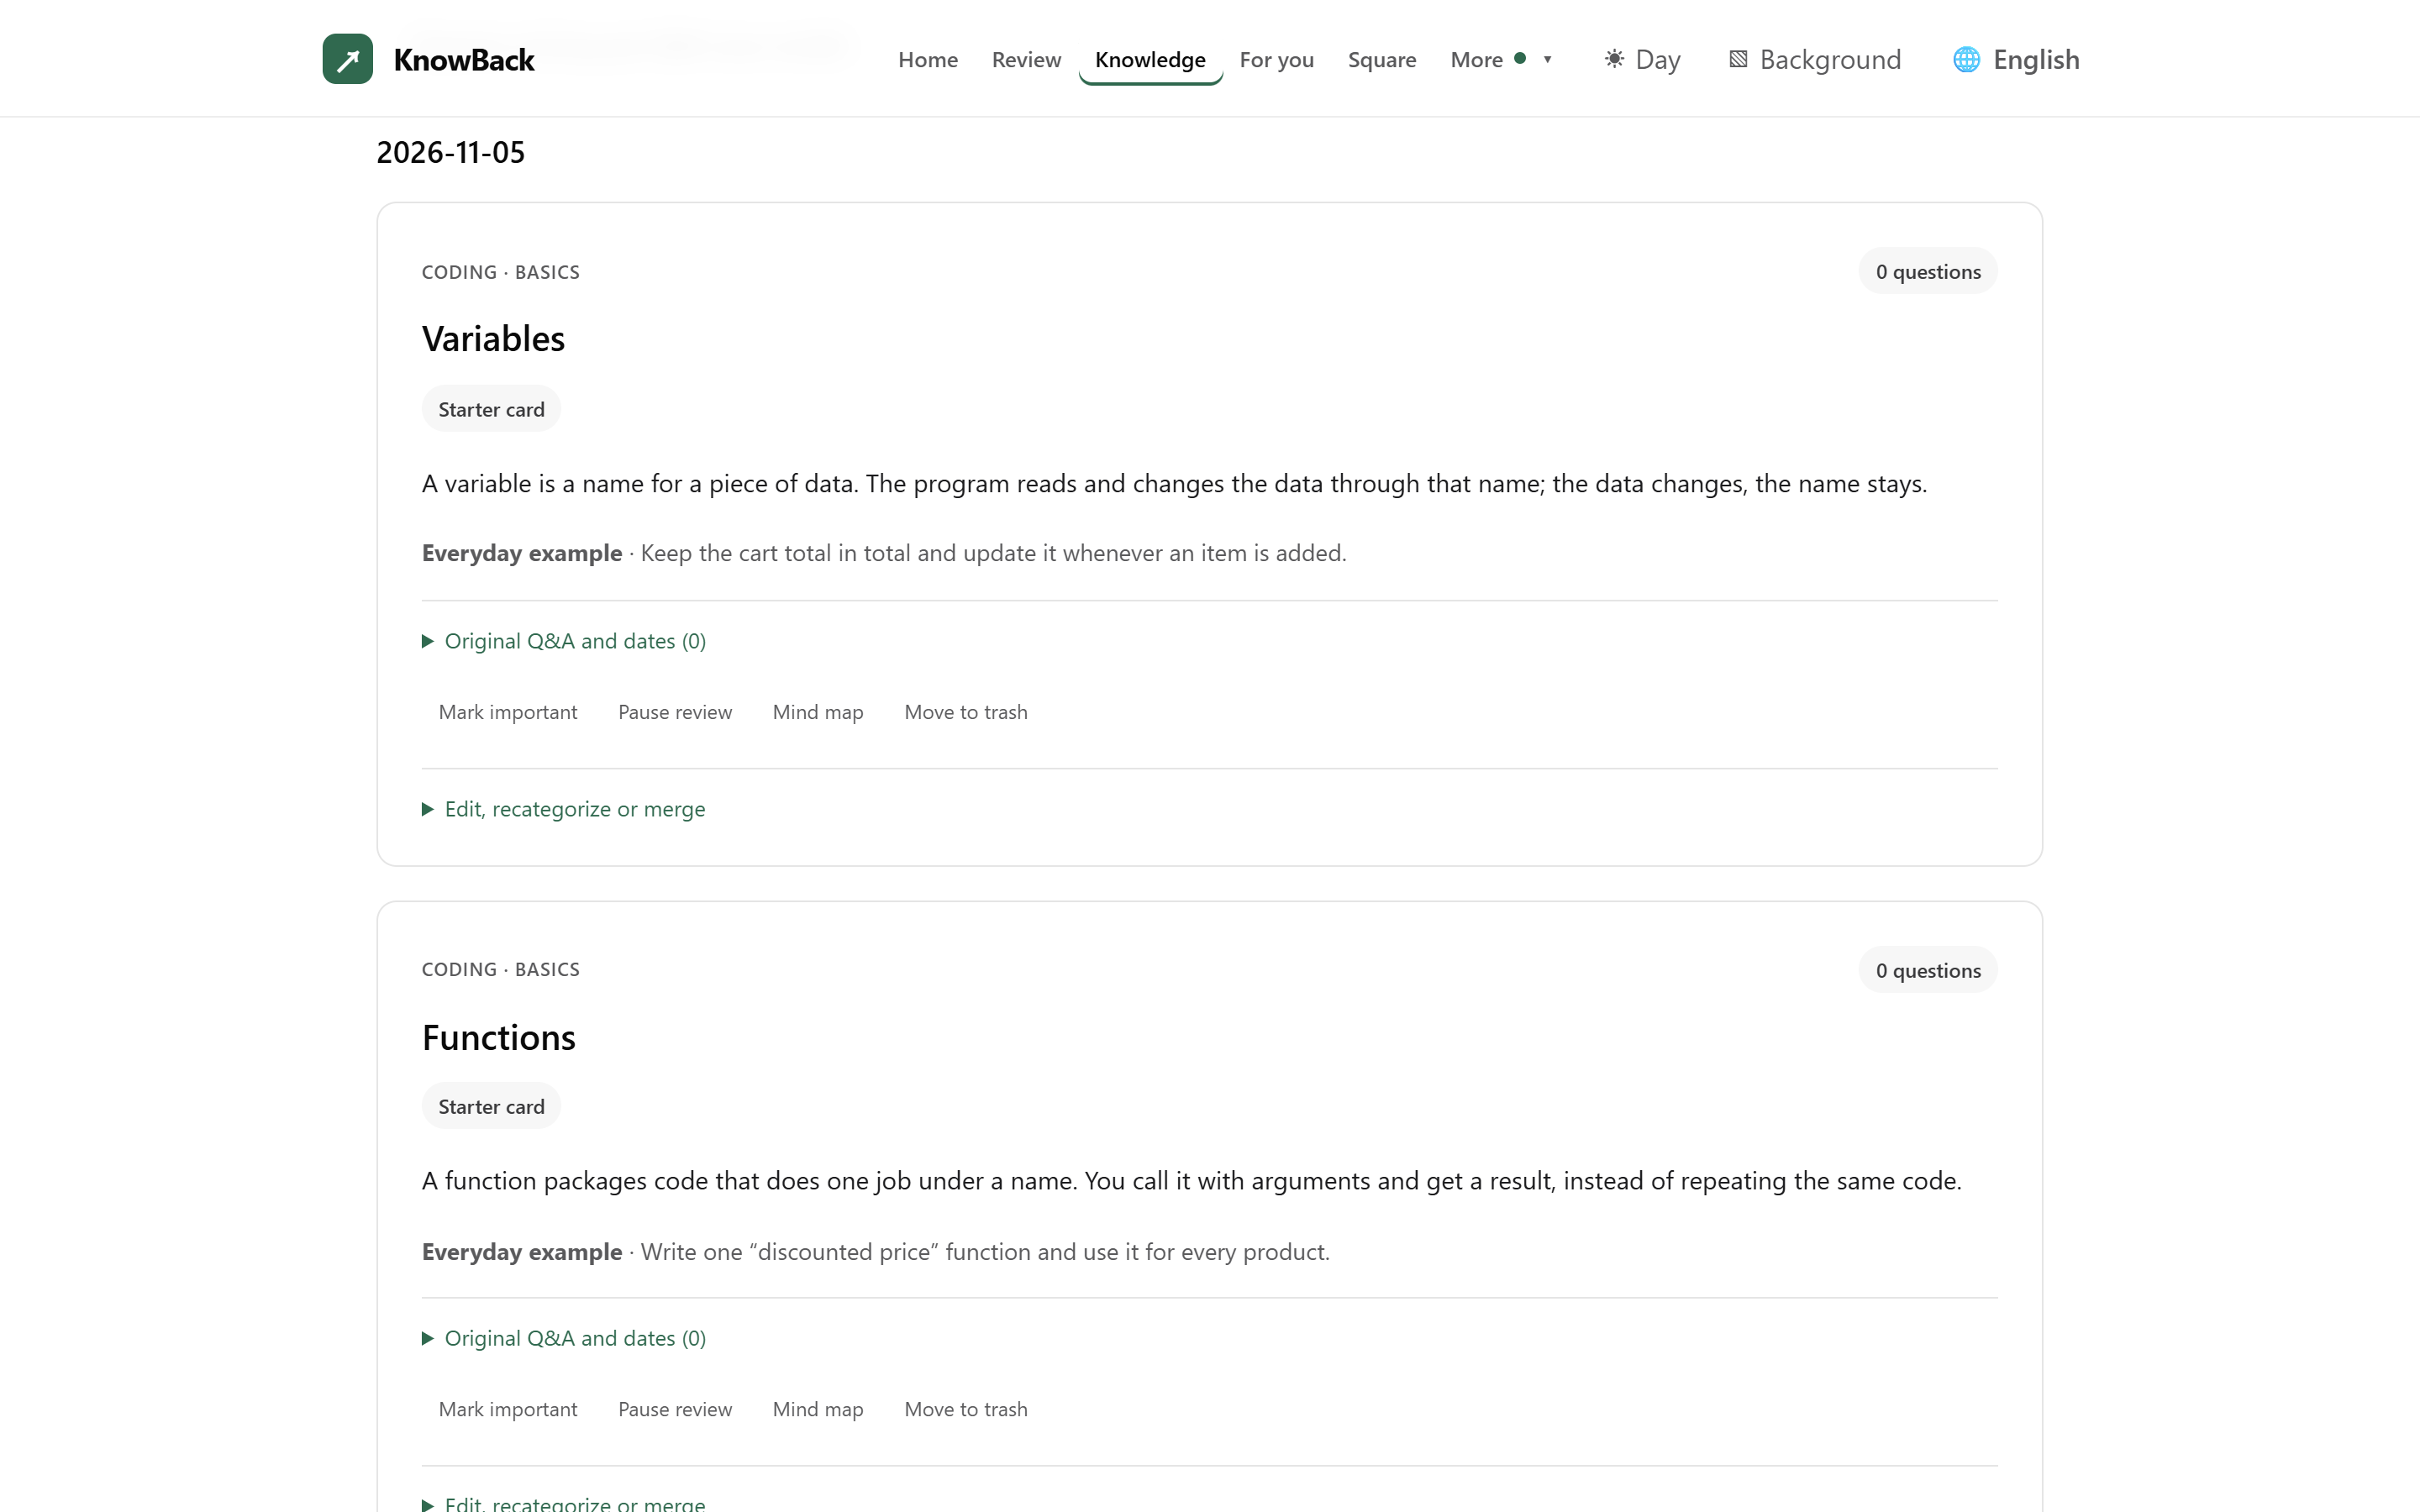 KnowBack
Home Review Knowledge For you Square More Day Background English
2026-11-05
CODING · BASICS
0 questions
Variables
Starter card
A variable is a name for a piece of data. The program reads and changes the data through that name; the data changes, the name stays.
Everyday example · Keep the cart total in total and update it whenever an item is added.
Original Q&A and dates (0)
Mark important Pause review Mind map Move to trash
Edit, recategorize or merge
CODING · BASICS
0 questions
Functions
Starter card
A function packages code that does one job under a name. You call it with arguments and get a result, instead of repeating the same code.
Everyday example · Write one “discounted price” function and use it for every product.
Original Q&A and dates (0)
Mark important Pause review Mind map Move to trash
Edit, recategorize or merge